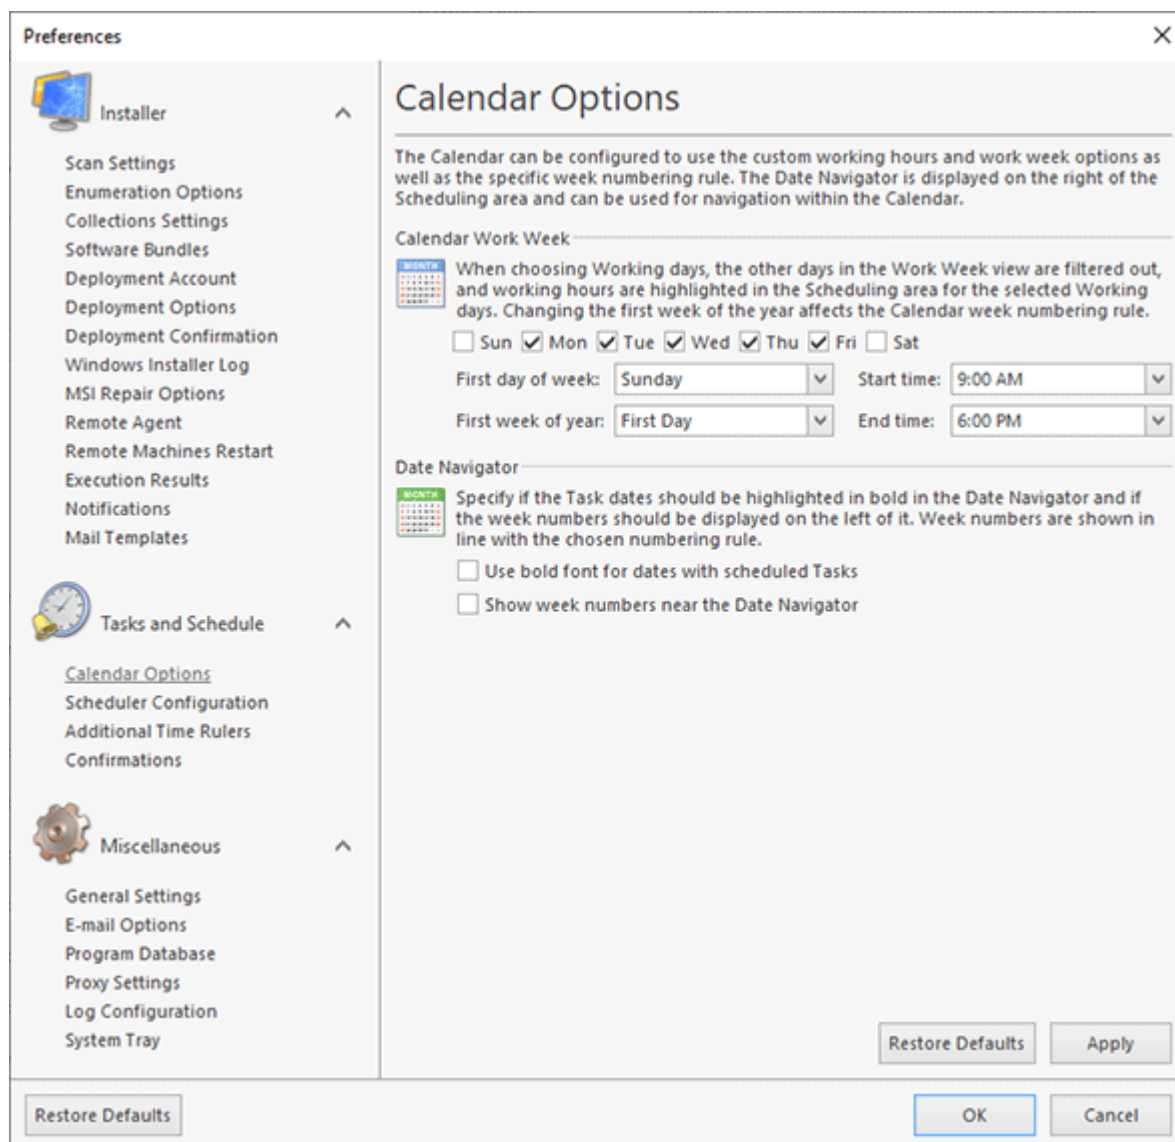 Preferences
Installer
Scan Settings
Enumeration Options
Collections Settings
Software Bundles
Deployment Account
Deployment Options
Deployment Confirmation
Windows Installer Log
MSI Repair Options
Remote Agent
Remote Machines Restart
Execution Results
Notifications
Mail Templates
Tasks and Schedule
Calendar Options
Scheduler Configuration
Additional Time Rulers
Confirmations
Miscellaneous
General Settings
E-mail Options
Program Database
Proxy Settings
Log Configuration
System Tray
Calendar Options
The Calendar can be configured to use the custom working hours and work week options as
well as the specific week numbering rule. The Date Navigator is displayed on the right of the
Scheduling area and can be used for navigation within the Calendar.
Calendar Work Week
MONTH
When choosing Working days, the other days in the Work Week view are filtered out,
and working hours are highlighted in the Scheduling area for the selected Working
days. Changing the first week of the year affects the Calendar week numbering rule.
Sun Mon Tue Wed Thu Fri Sat
First day of week: Sunday Start time: 9:00 AM
First week of year: First Day End time: 6:00 PM
Date Navigator
MONTH
Specify if the Task dates should be highlighted in bold in the Date Navigator and if
the week numbers should be displayed on the left of it. Week numbers are shown in
line with the chosen numbering rule.
Use bold font for dates with scheduled Tasks
Show week numbers near the Date Navigator
Restore Defaults Apply
Restore Defaults OK Cancel